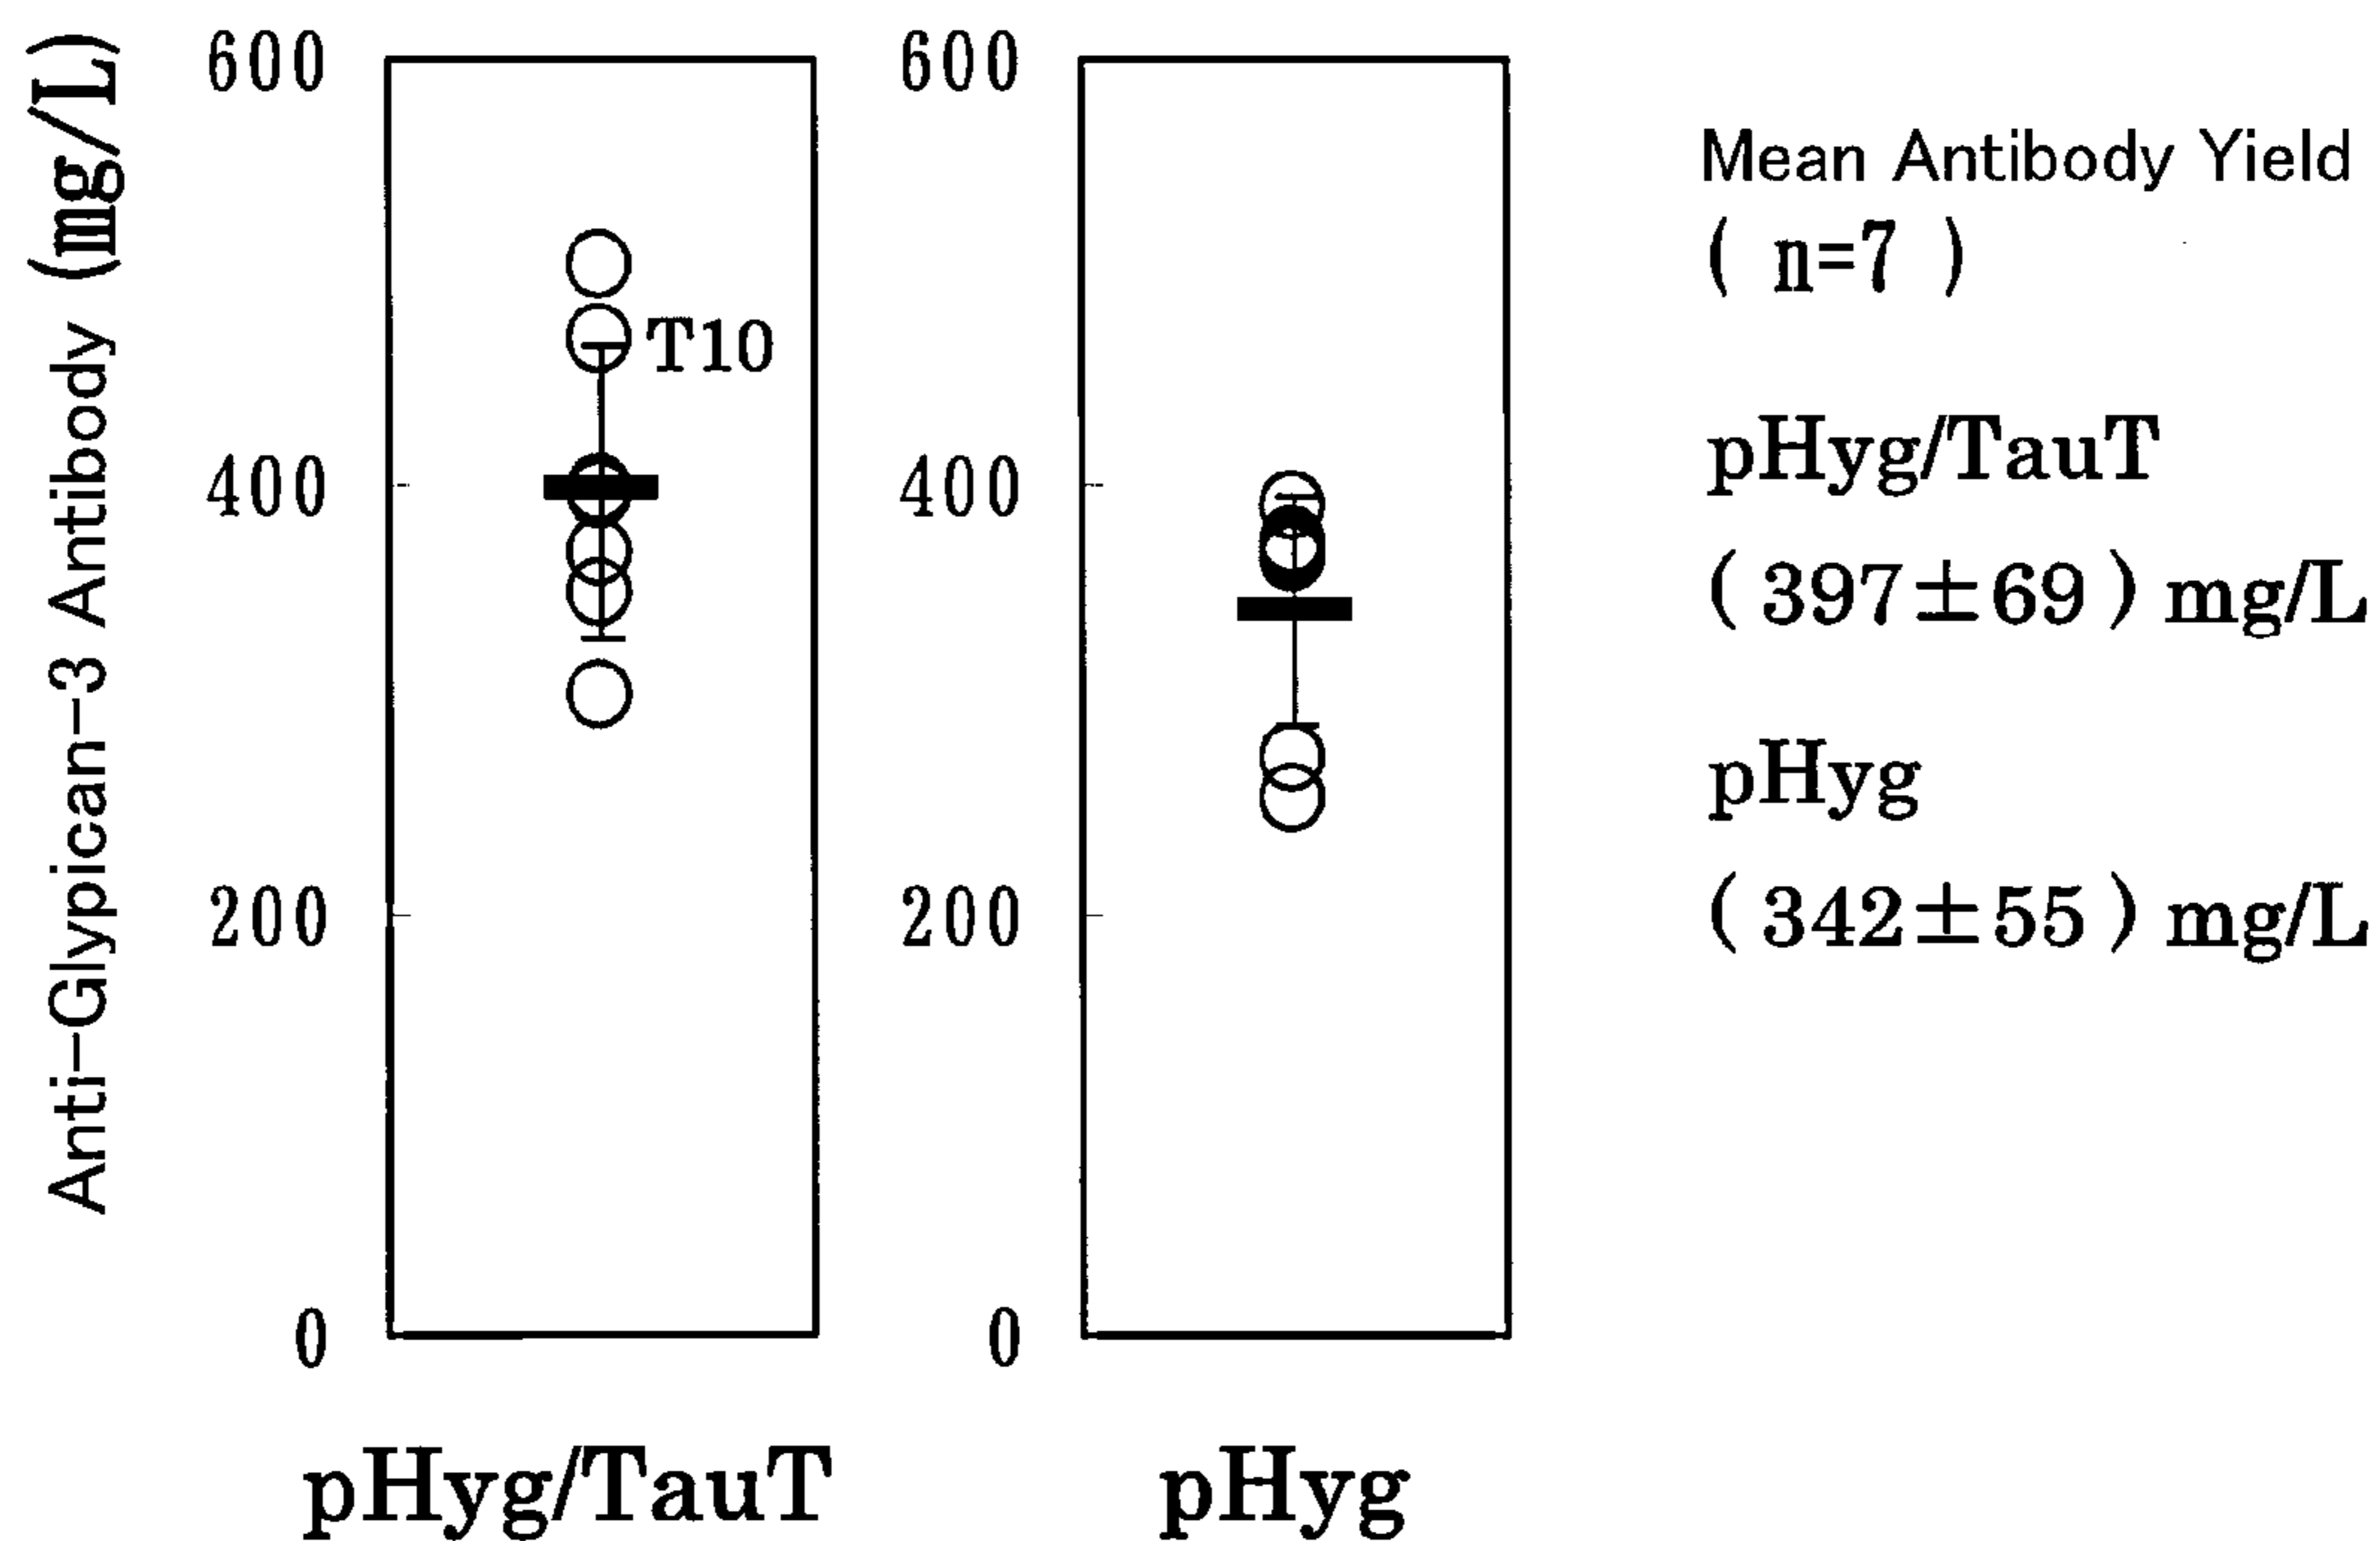 Anti-Glypican-3 Antibody (mg/L)
600
400
200
0
T10
pHyg/TauT
600
400
200
0
pHyg
Mean Antibody Yield
( n=7 )
pHyg/TauT
( 397±69 ) mg/L
pHyg
( 342±55 ) mg/L